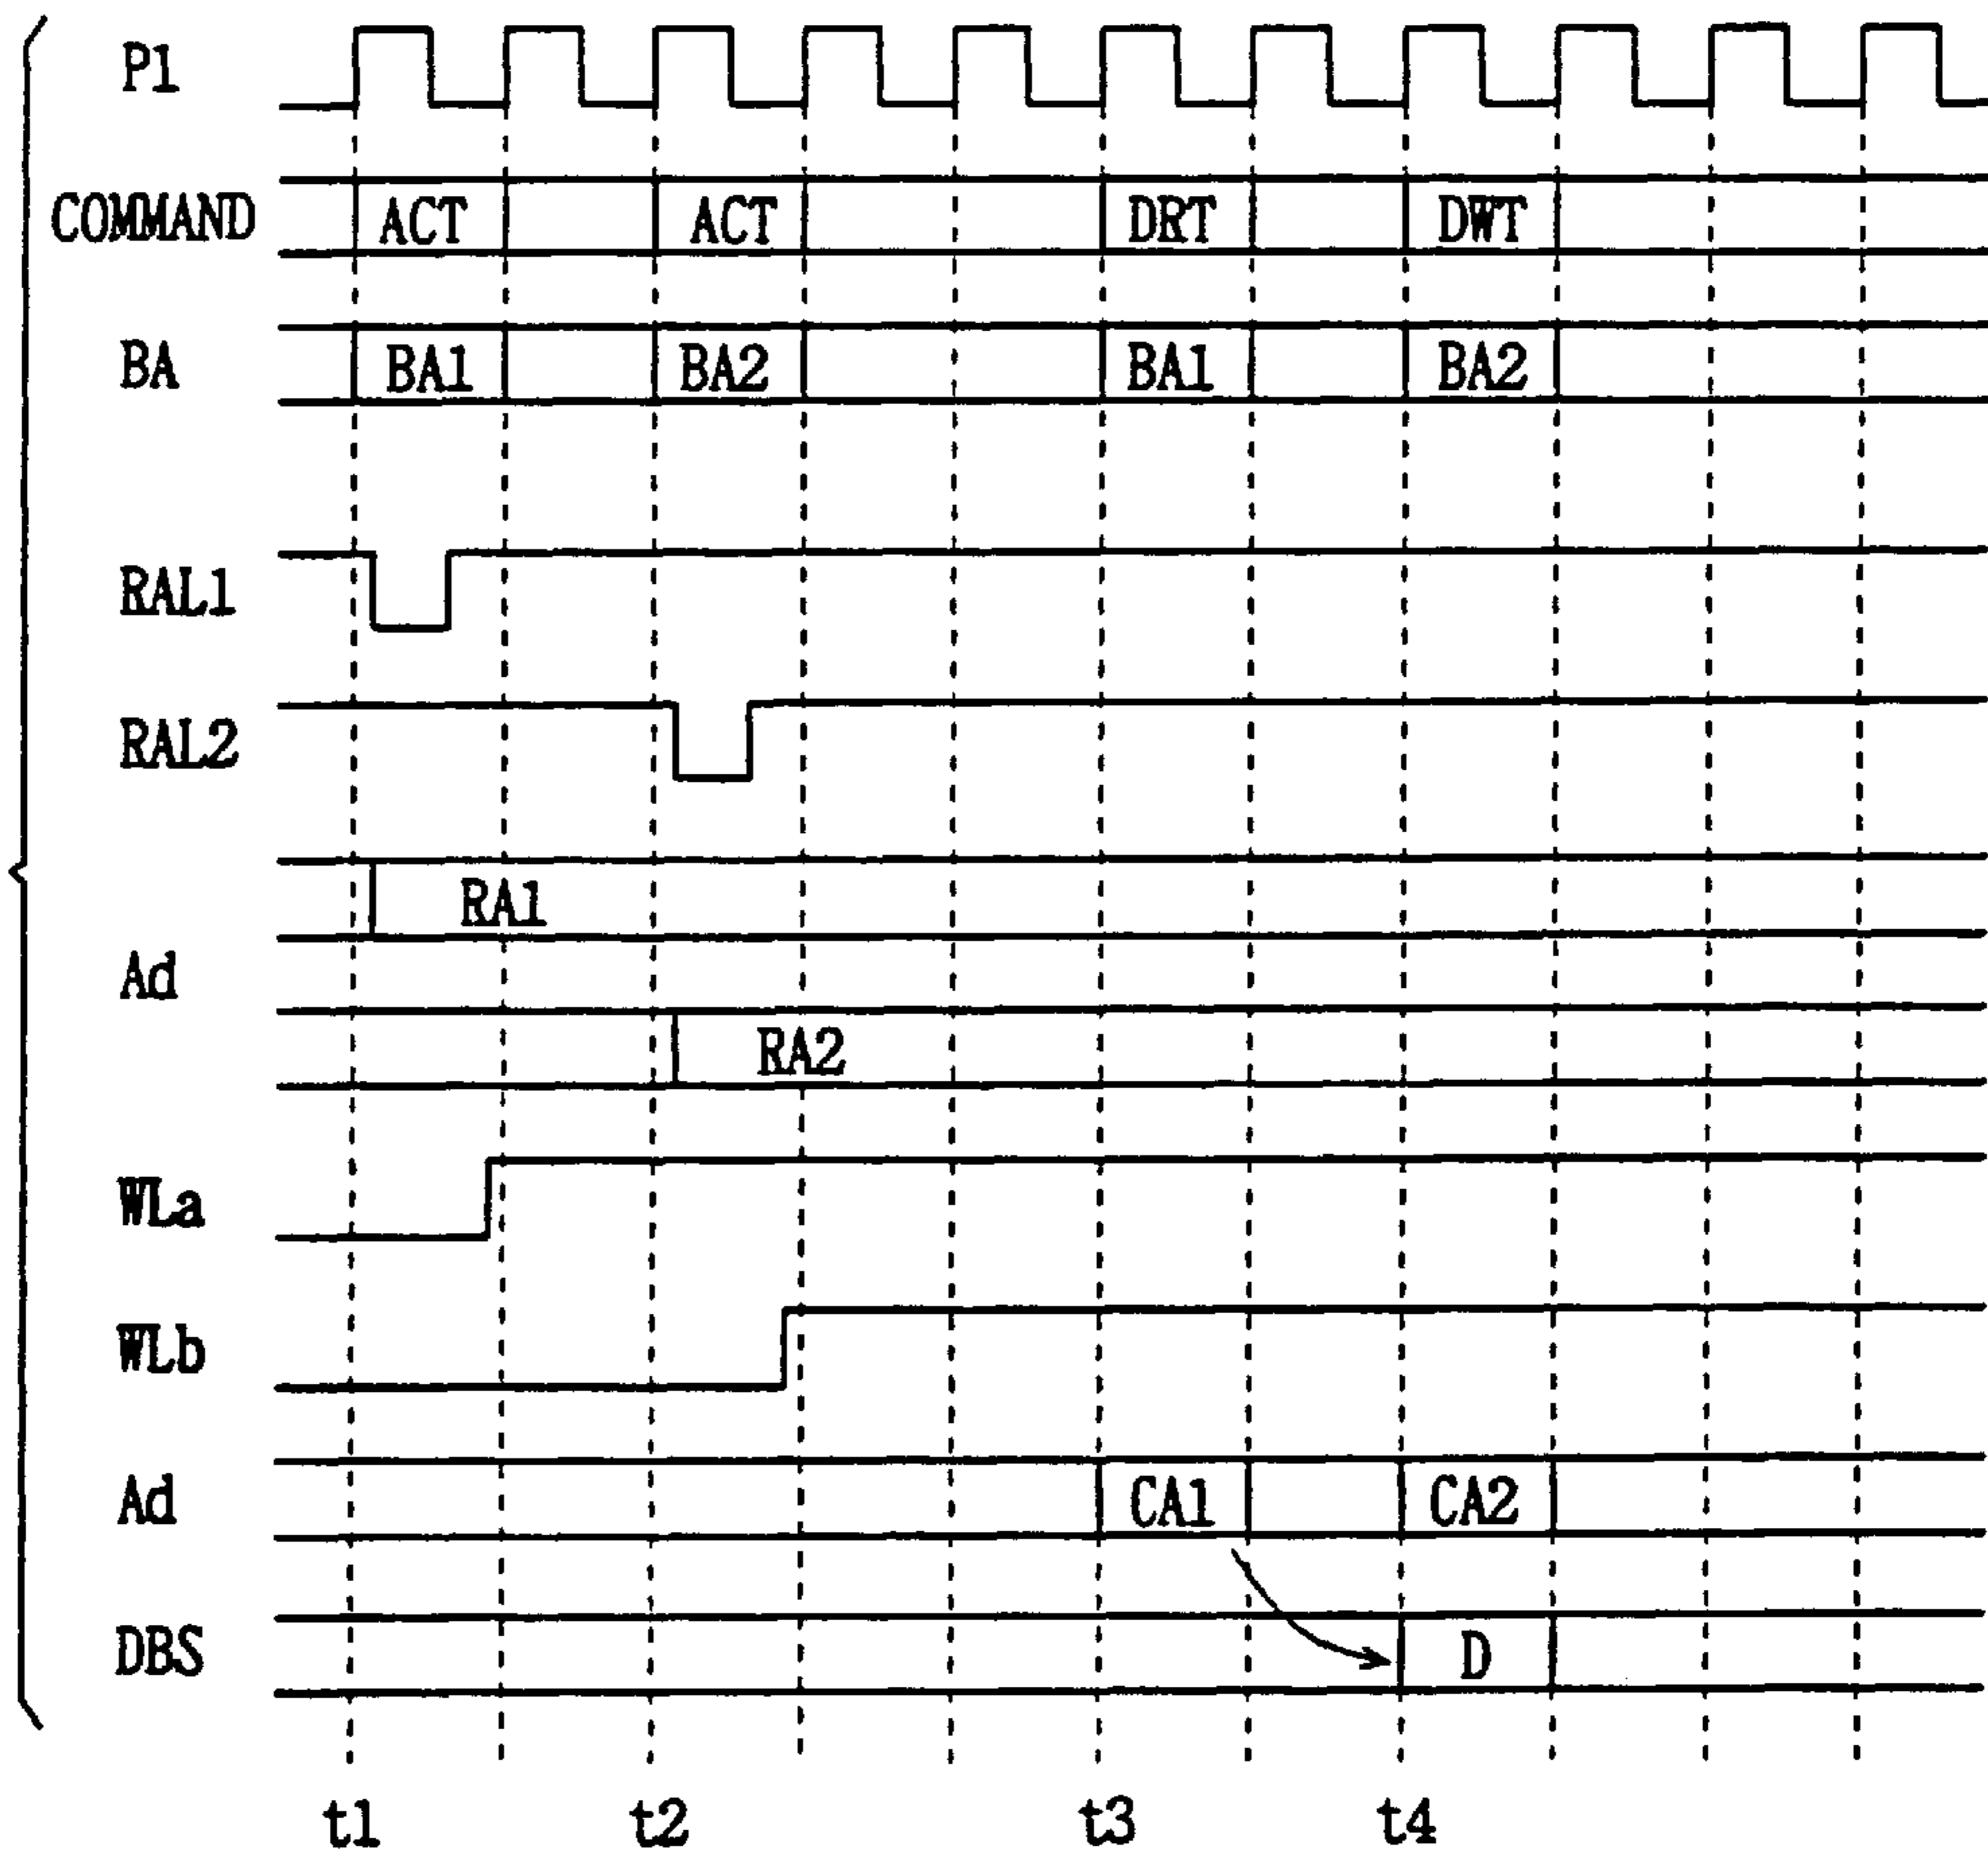 P1
COMMAND ACT ACT DRT DWT
BA BA1 BA2 BA1 BA2
RAL1
RAL2
RA1
Ad
RA2
WLa
WLb
Ad CA1 CA2
DBS D
t1 t2 t3 t4